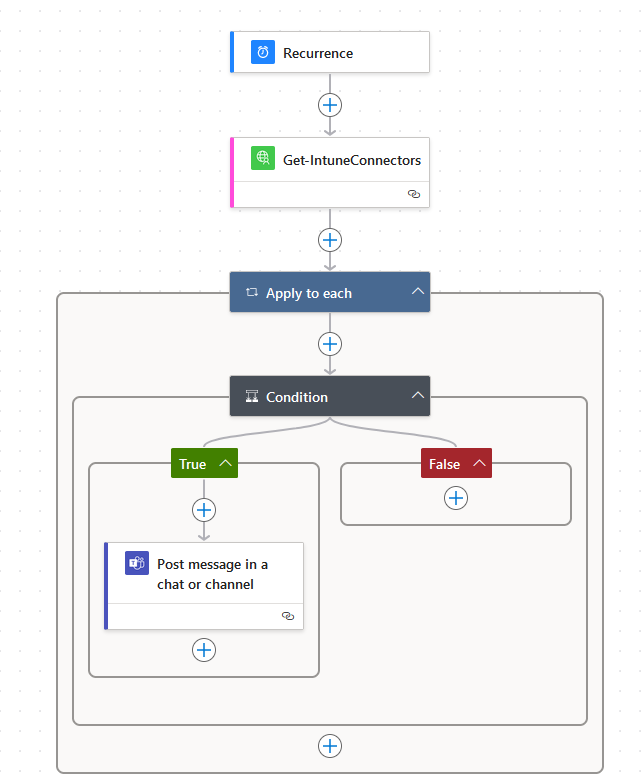 Recurrence
Get-IntuneConnectors
Apply to each
Condition
True
False
Post message in a
chat or channel